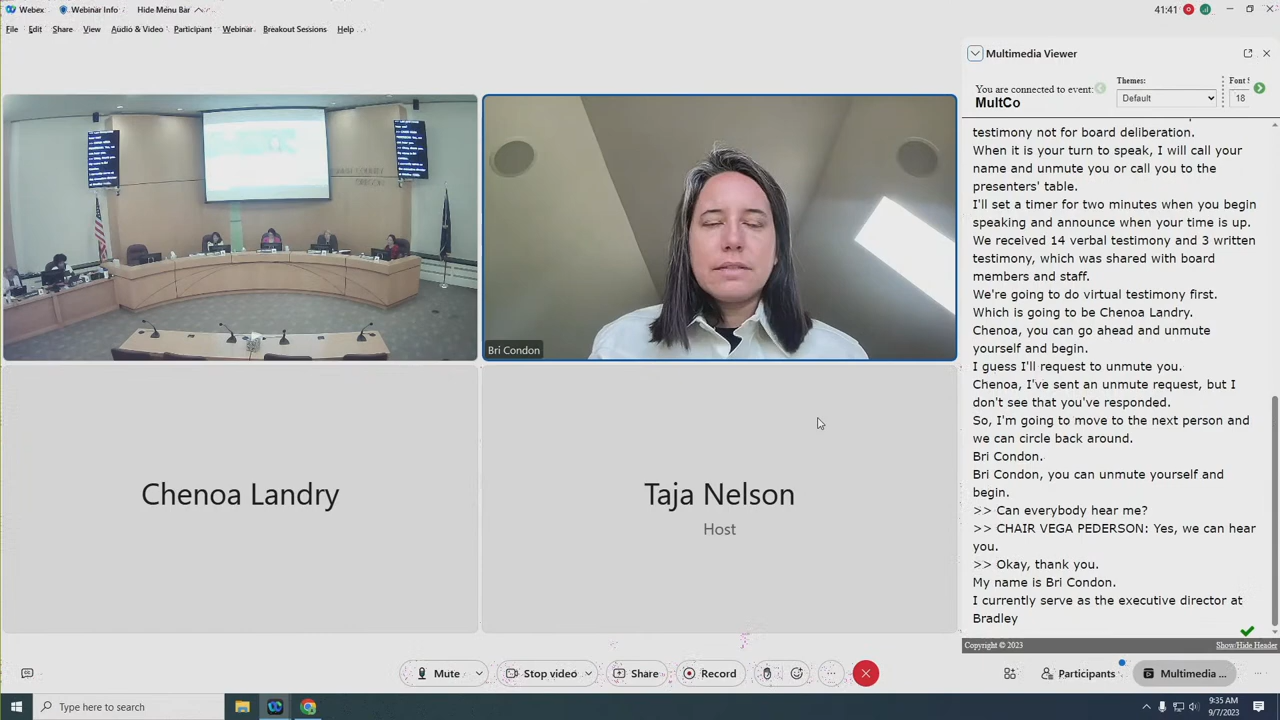 Webex
Webinar Info
Hide Menu Bar
41:41
File
Edit
Share
View
Audio & Video
Participant
Webinar
Breakout Sessions
Help
Multimedia Viewer
You are connected to event:
MultCo
Themes:
Default
Font S
18
testimony not for board deliberation.
When it is your turn to speak, I will call your
name and unmute you or call you to the
presenters' table.
I'll set a timer for two minutes when you begin
speaking and announce when your time is up.
We received 14 verbal testimony and 3 written
testimony, which was shared with board
members and staff.
We're going to do virtual testimony first.
Which is going to be Chenoa Landry.
Chenoa, you can go ahead and unmute
yourself and begin.
I guess I'll request to unmute you.
Chenoa, I've sent an unmute request, but I
don't see that you've responded.
So, I'm going to move to the next person and
we can circle back around.
Bri Condon.
Bri Condon, you can unmute yourself and
begin.
>> Can everybody hear me?
>> CHAIR VEGA PEDERSON: Yes, we can hear
you.
>> Okay, thank you.
My name is Bri Condon.
I currently serve as the executive director at
Bradley
Copyright © 2023
Show/Hide Header
Bri Condon
Chenoa Landry
Taja Nelson
Host
Mute
Stop video
Share
Record
Participants
Multimedia ...
Type here to search
9:35 AM
9/7/2023